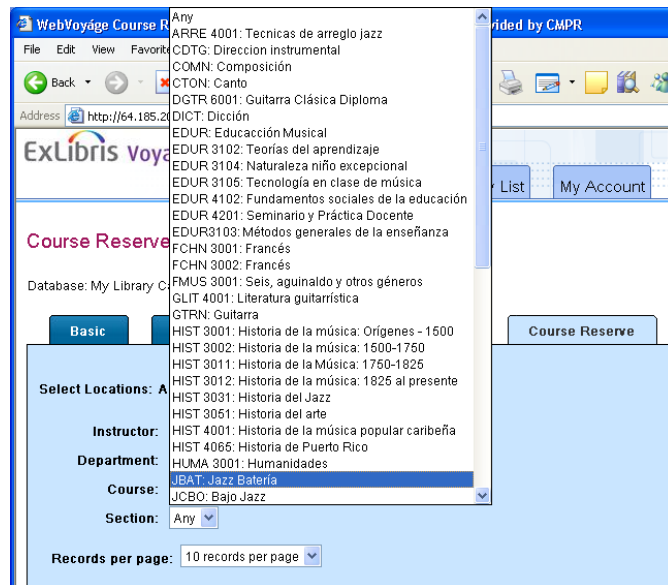 WebVoyáge Course R
vided by CMPR
File Edit View Favorit
Back
Address http://64.185.20
ExLibris Voya
List
My Account
Course Reserve
Database: My Library C
Basic
Course Reserve
Select Locations: A
Instructor:
Department:
Course:
Section: Any
Records per page: 10 records per page
Any
ARRE 4001: Tecnicas de arreglo jazz
CDTG: Direccion instrumental
COMN: Composición
CTON: Canto
DGTR 6001: Guitarra Clásica Diploma
DICT: Dicción
EDUR: Educacción Musical
EDUR 3102: Teorías del aprendizaje
EDUR 3104: Naturaleza niño excepcional
EDUR 3105: Tecnología en clase de música
EDUR 4102: Fundamentos sociales de la educación
EDUR 4201: Seminario y Práctica Docente
EDUR3103: Métodos generales de la enseñanza
FCHN 3001: Francés
FCHN 3002: Francés
FMUS 3001: Seis, aguinaldo y otros géneros
GLIT 4001: Literatura guitarrística
GTRN: Guitarra
HIST 3001: Historia de la música: Orígenes - 1500
HIST 3002: Historia de la música: 1500-1750
HIST 3011: Historia de la Música: 1750-1825
HIST 3012: Historia de la música: 1825 al presente
HIST 3031: Historia del Jazz
HIST 3051: Historia del arte
HIST 4001: Historia de la música popular caribeña
HIST 4065: Historia de Puerto Rico
HUMA 3001: Humanidades
JBAT: Jazz Batería
JCBO: Bajo Jazz